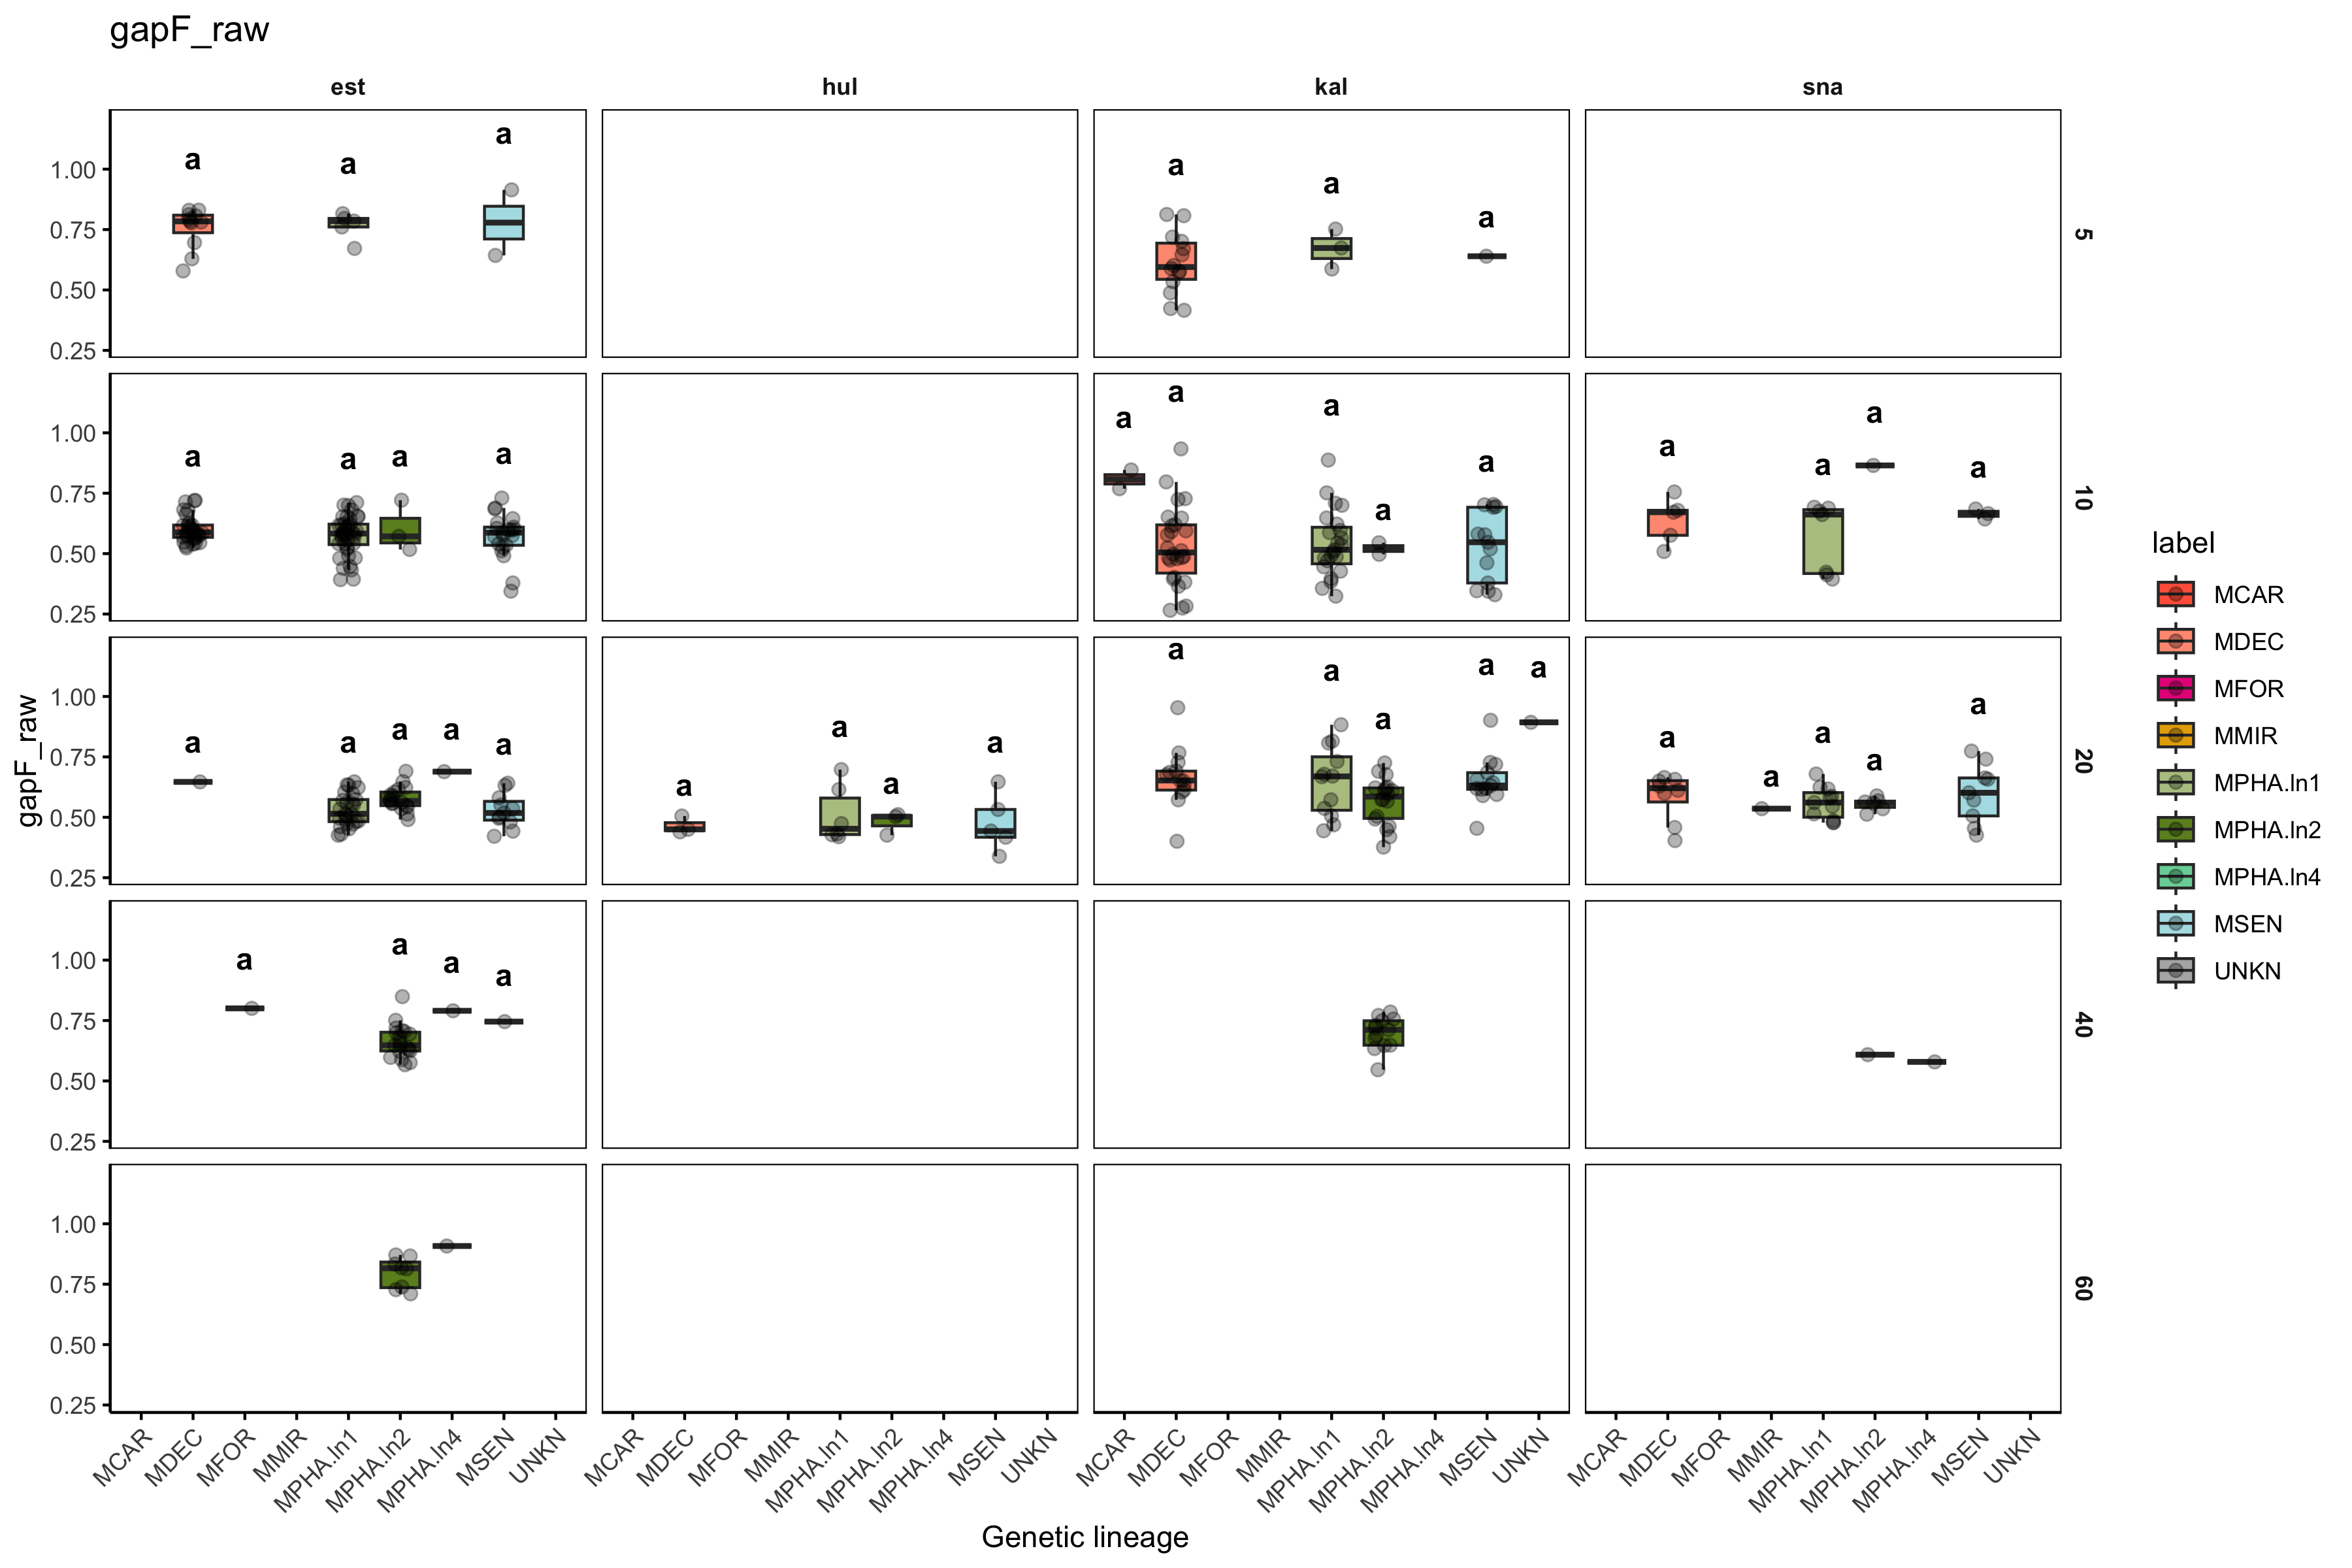 gapF_raw
est hul kal sna
a a a
a a a
1.00
0.75
0.50
0.25
5
a a a a
a a a a a
a a a a
1.00
0.75
0.50
0.25
10
a a a a a
a a a a
a a a a a
a a a a a
1.00
0.75
0.50
0.25
20
a a a a
1.00
0.75
0.50
0.25
40
1.00
0.75
0.50
0.25
60
gapF_raw
MCAR MDEC MFOR MMIR MPHA.ln1 MPHA.ln2 MPHA.ln4 MSEN UNKN
MCAR MDEC MFOR MMIR MPHA.ln1 MPHA.ln2 MPHA.ln4 MSEN UNKN
MCAR MDEC MFOR MMIR MPHA.ln1 MPHA.ln2 MPHA.ln4 MSEN UNKN
MCAR MDEC MFOR MMIR MPHA.ln1 MPHA.ln2 MPHA.ln4 MSEN UNKN
Genetic lineage
label
MCAR
MDEC
MFOR
MMIR
MPHA.ln1
MPHA.ln2
MPHA.ln4
MSEN
UNKN